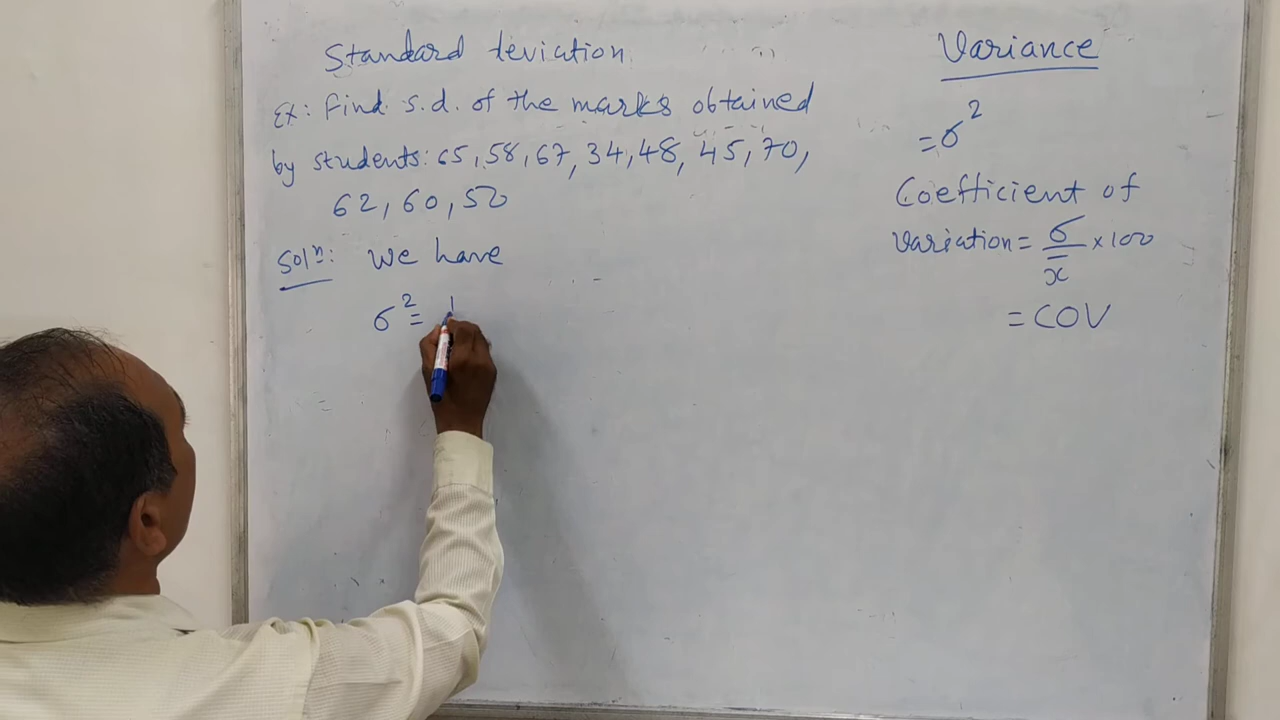 Standard deviation
Ex: Find s.d. of the marks obtained
by students: 65, 58, 67, 34, 48, 45, 70,
62, 60, 50
Solⁿ: We have
σ² = 1
Variance
= σ²
Coefficient of
Variation = σ/x̄ × 100
= COV